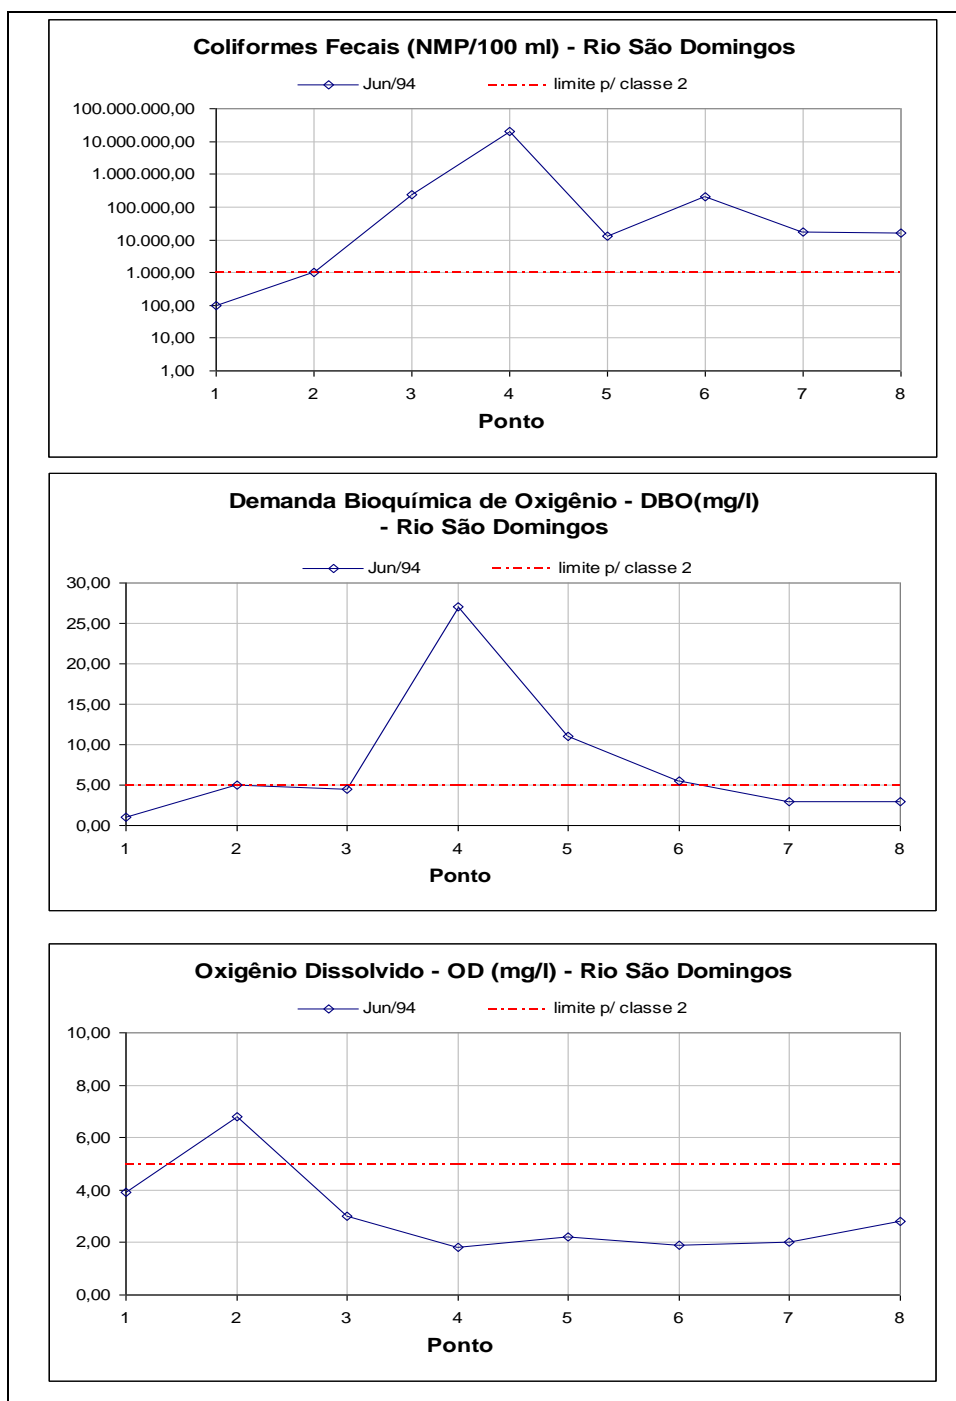 Coliformes Fecais (NMP/100 ml) - Rio São Domingos
Jun/94 limite p/ classe 2
100.000.000,00
10.000.000,00
1.000.000,00
100.000,00
10.000,00
1.000,00
100,00
10,00
1,00
1 2 3 4 5 6 7 8
Ponto
Demanda Bioquímica de Oxigênio - DBO(mg/l)
- Rio São Domingos
Jun/94 limite p/ classe 2
30,00
25,00
20,00
15,00
10,00
5,00
0,00
1 2 3 4 5 6 7 8
Ponto
Oxigênio Dissolvido - OD (mg/l) - Rio São Domingos
Jun/94 limite p/ classe 2
10,00
8,00
6,00
4,00
2,00
0,00
1 2 3 4 5 6 7 8
Ponto